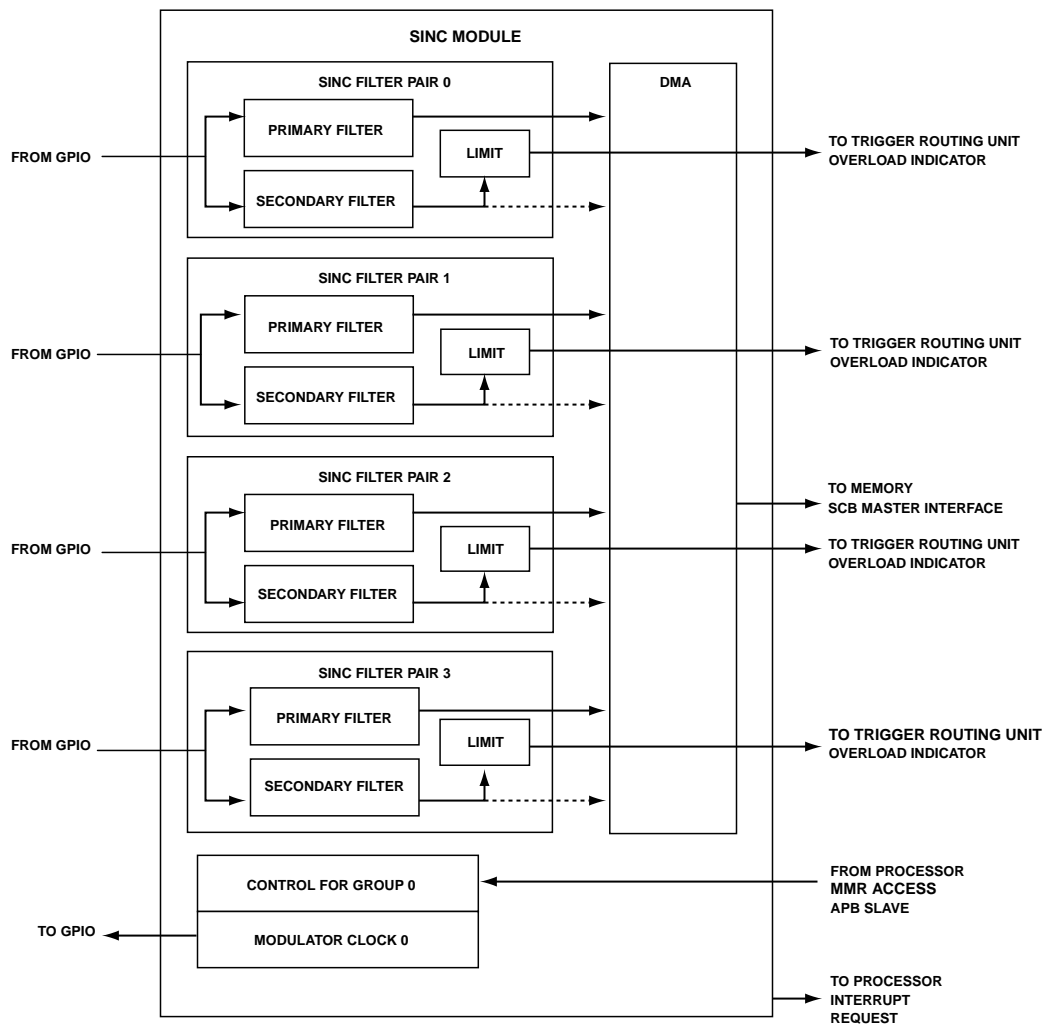 SINC MODULE
SINC FILTER PAIR 0
DMA
PRIMARY FILTER
FROM GPIO
LIMIT
TO TRIGGER ROUTING UNIT
OVERLOAD INDICATOR
SECONDARY FILTER
SINC FILTER PAIR 1
PRIMARY FILTER
FROM GPIO
LIMIT
TO TRIGGER ROUTING UNIT
OVERLOAD INDICATOR
SECONDARY FILTER
SINC FILTER PAIR 2
TO MEMORY
SCB MASTER INTERFACE
PRIMARY FILTER
FROM GPIO
LIMIT
TO TRIGGER ROUTING UNIT
OVERLOAD INDICATOR
SECONDARY FILTER
SINC FILTER PAIR 3
PRIMARY FILTER
FROM GPIO
LIMIT
TO TRIGGER ROUTING UNIT
OVERLOAD INDICATOR
SECONDARY FILTER
CONTROL FOR GROUP 0
FROM PROCESSOR
MMR ACCESS
APB SLAVE
TO GPIO
MODULATOR CLOCK 0
TO PROCESSOR
INTERRUPT
REQUEST